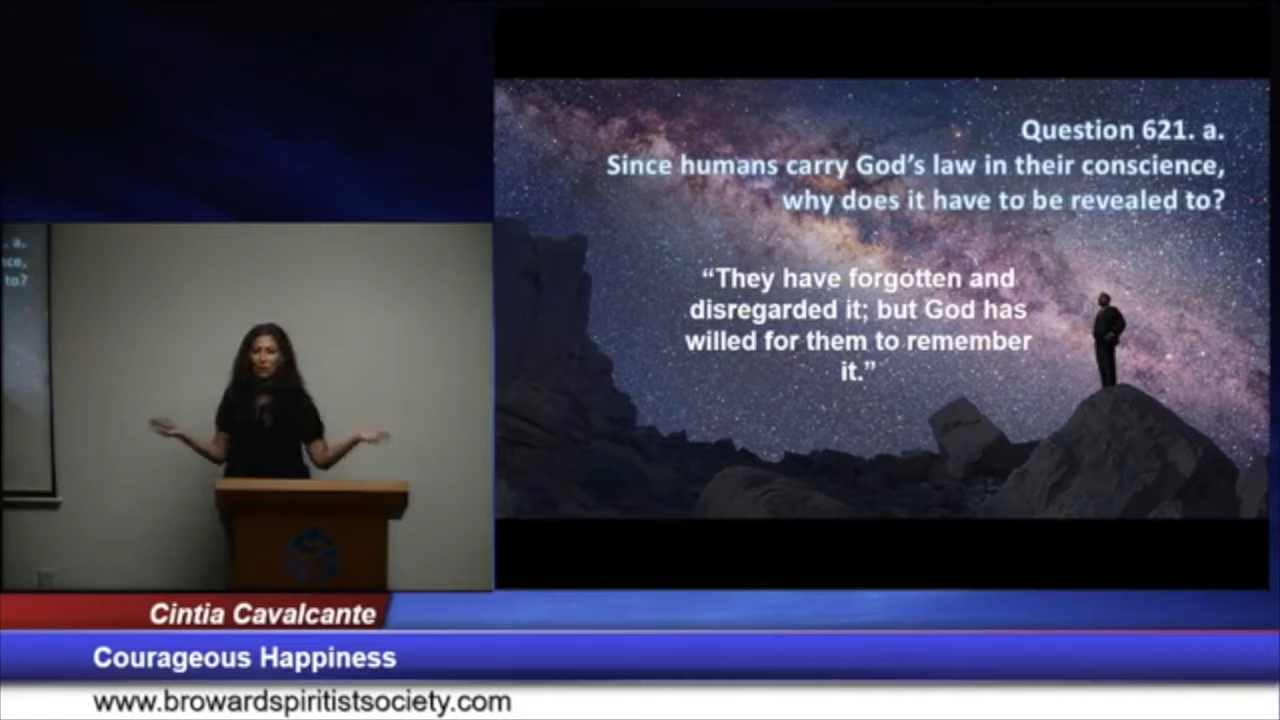 Question 621. a.
Since humans carry God’s law in their conscience,
why does it have to be revealed to?
“They have forgotten and
disregarded it; but God has
willed for them to remember
it.”
. a.
nce,
to?
Cintia Cavalcante
Courageous Happiness
www.browardspiritistsociety.com